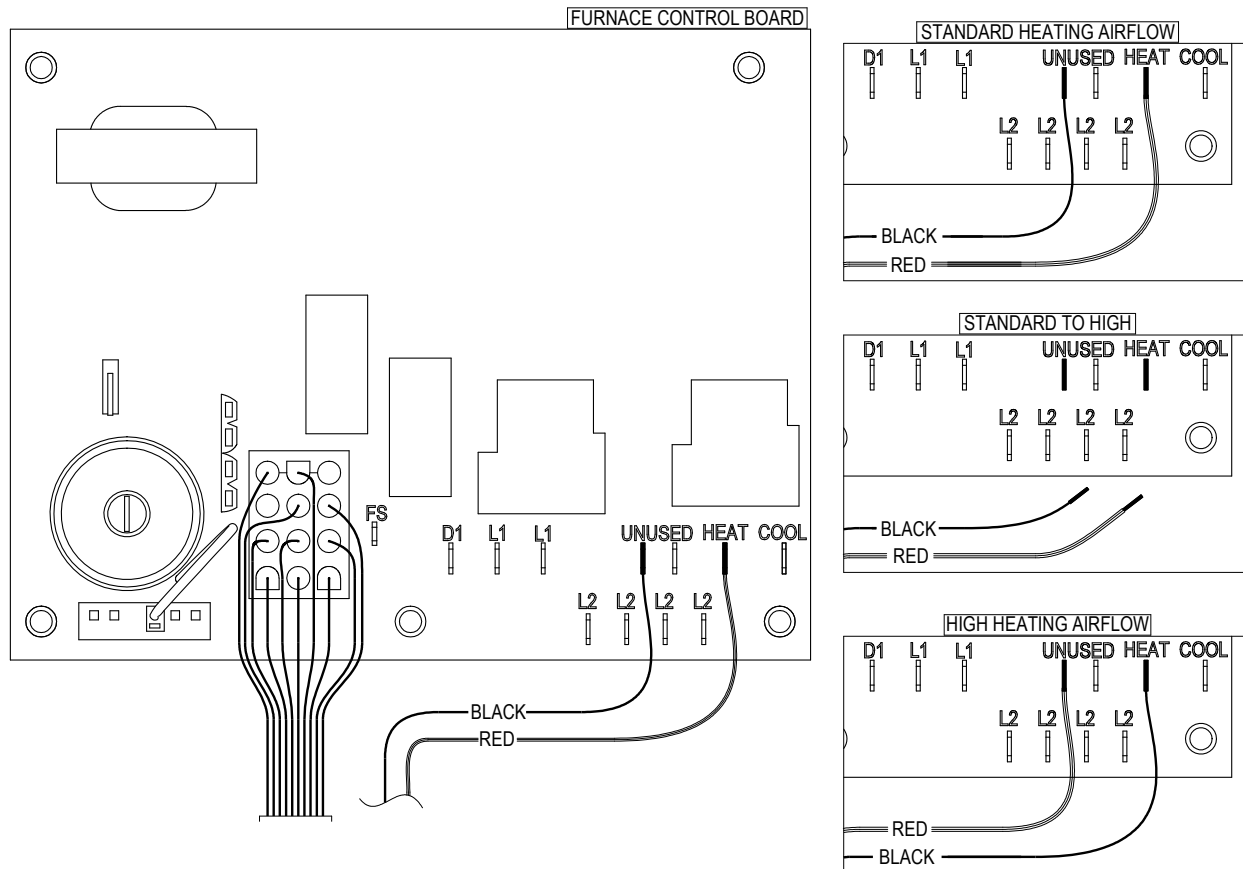 FURNACE CONTROL BOARD
FS
D1 L1 L1 UNUSED HEAT COOL
L2 L2 L2 L2
BLACK
RED
STANDARD HEATING AIRFLOW
D1 L1 L1 UNUSED HEAT COOL
L2 L2 L2 L2
BLACK
RED
STANDARD TO HIGH
D1 L1 L1 UNUSED HEAT COOL
L2 L2 L2 L2
BLACK
RED
HIGH HEATING AIRFLOW
D1 L1 L1 UNUSED HEAT COOL
L2 L2 L2 L2
RED
BLACK